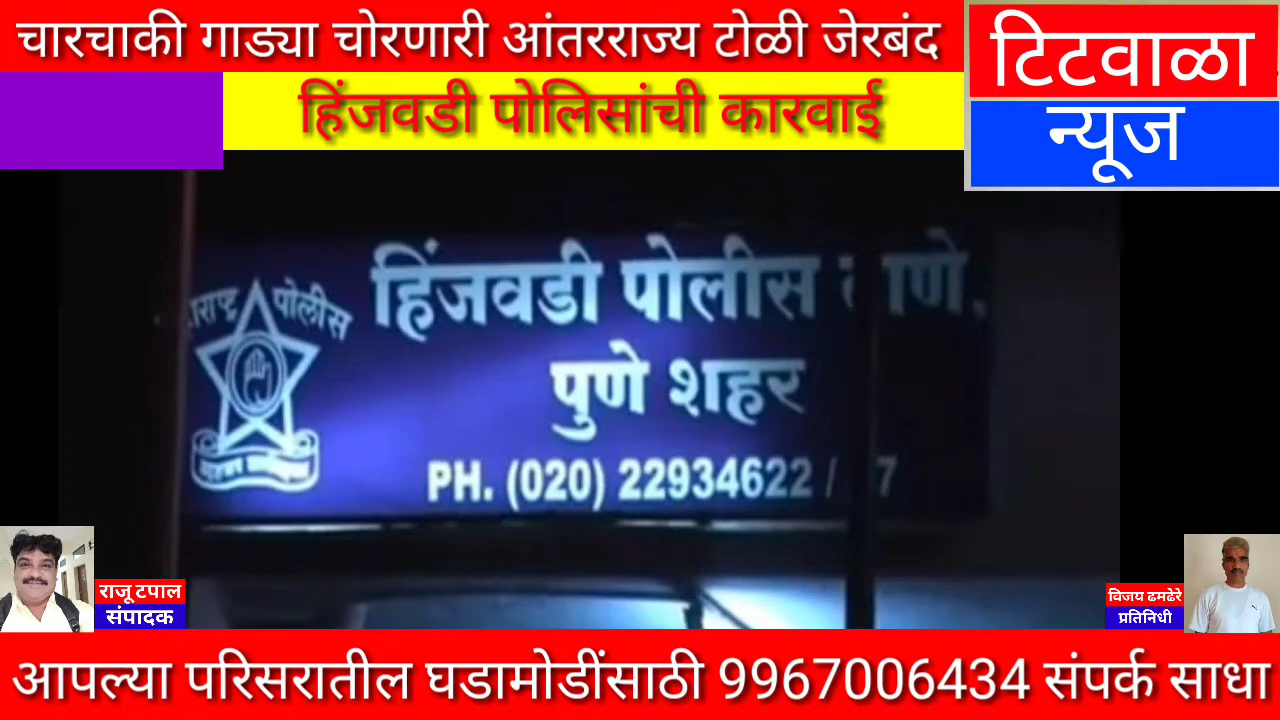 चारचाकी गाड्या चोरणारी आंतरराज्य टोळी जेरबंद
हिंजवडी पोलिसांची कारवाई
टिटवाळा
न्यूज
पोलीस
हिंजवडी पोलीस
पुणे शहर
PH. (020) 22934622 /
राजू टपाल
संपादक
विजय ढमढेरे
प्रतिनिधी
आपल्या परिसरातील घडामोडींसाठी 9967006434 संपर्क साधा